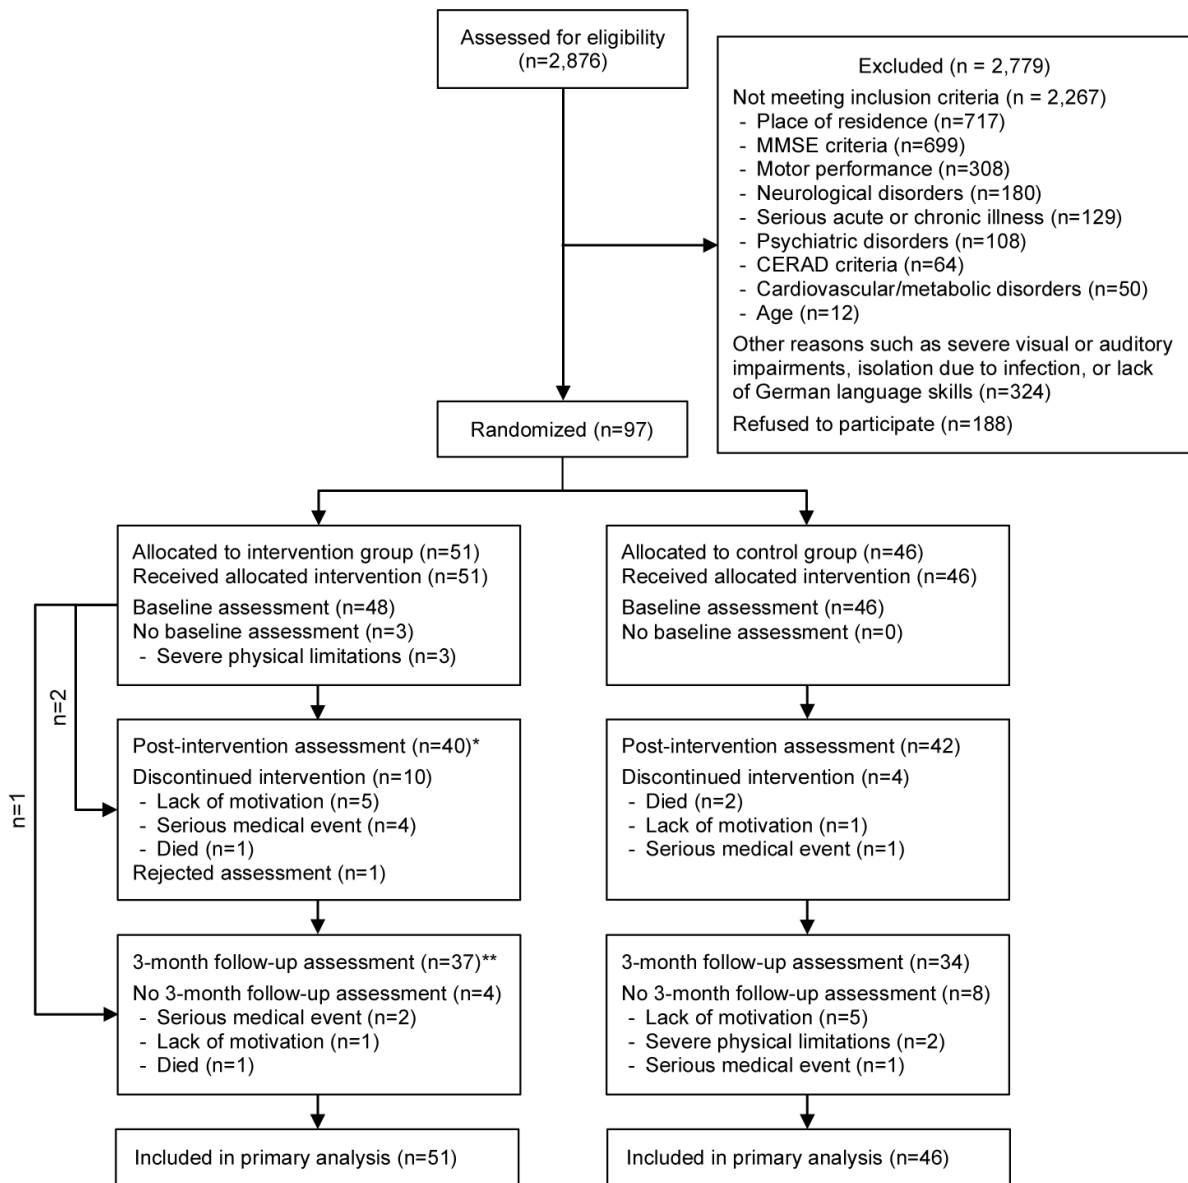 Assessed for eligibility
(n=2,876)
Excluded (n = 2,779)
Not meeting inclusion criteria (n = 2,267)
- Place of residence (n=717)
- MMSE criteria (n=699)
- Motor performance (n=308)
- Neurological disorders (n=180)
- Serious acute or chronic illness (n=129)
- Psychiatric disorders (n=108)
- CERAD criteria (n=64)
- Cardiovascular/metabolic disorders (n=50)
- Age (n=12)
Other reasons such as severe visual or auditory
impairments, isolation due to infection, or lack
of German language skills (n=324)
Refused to participate (n=188)
Randomized (n=97)
Allocated to intervention group (n=51)
Received allocated intervention (n=51)
Baseline assessment (n=48)
No baseline assessment (n=3)
- Severe physical limitations (n=3)
Allocated to control group (n=46)
Received allocated intervention (n=46)
Baseline assessment (n=46)
No baseline assessment (n=0)
n=2
n=1
Post-intervention assessment (n=40)*
Discontinued intervention (n=10)
- Lack of motivation (n=5)
- Serious medical event (n=4)
- Died (n=1)
Rejected assessment (n=1)
Post-intervention assessment (n=42)
Discontinued intervention (n=4)
- Died (n=2)
- Lack of motivation (n=1)
- Serious medical event (n=1)
3-month follow-up assessment (n=37)**
No 3-month follow-up assessment (n=4)
- Serious medical event (n=2)
- Lack of motivation (n=1)
- Died (n=1)
3-month follow-up assessment (n=34)
No 3-month follow-up assessment (n=8)
- Lack of motivation (n=5)
- Severe physical limitations (n=2)
- Serious medical event (n=1)
Included in primary analysis (n=51)
Included in primary analysis (n=46)